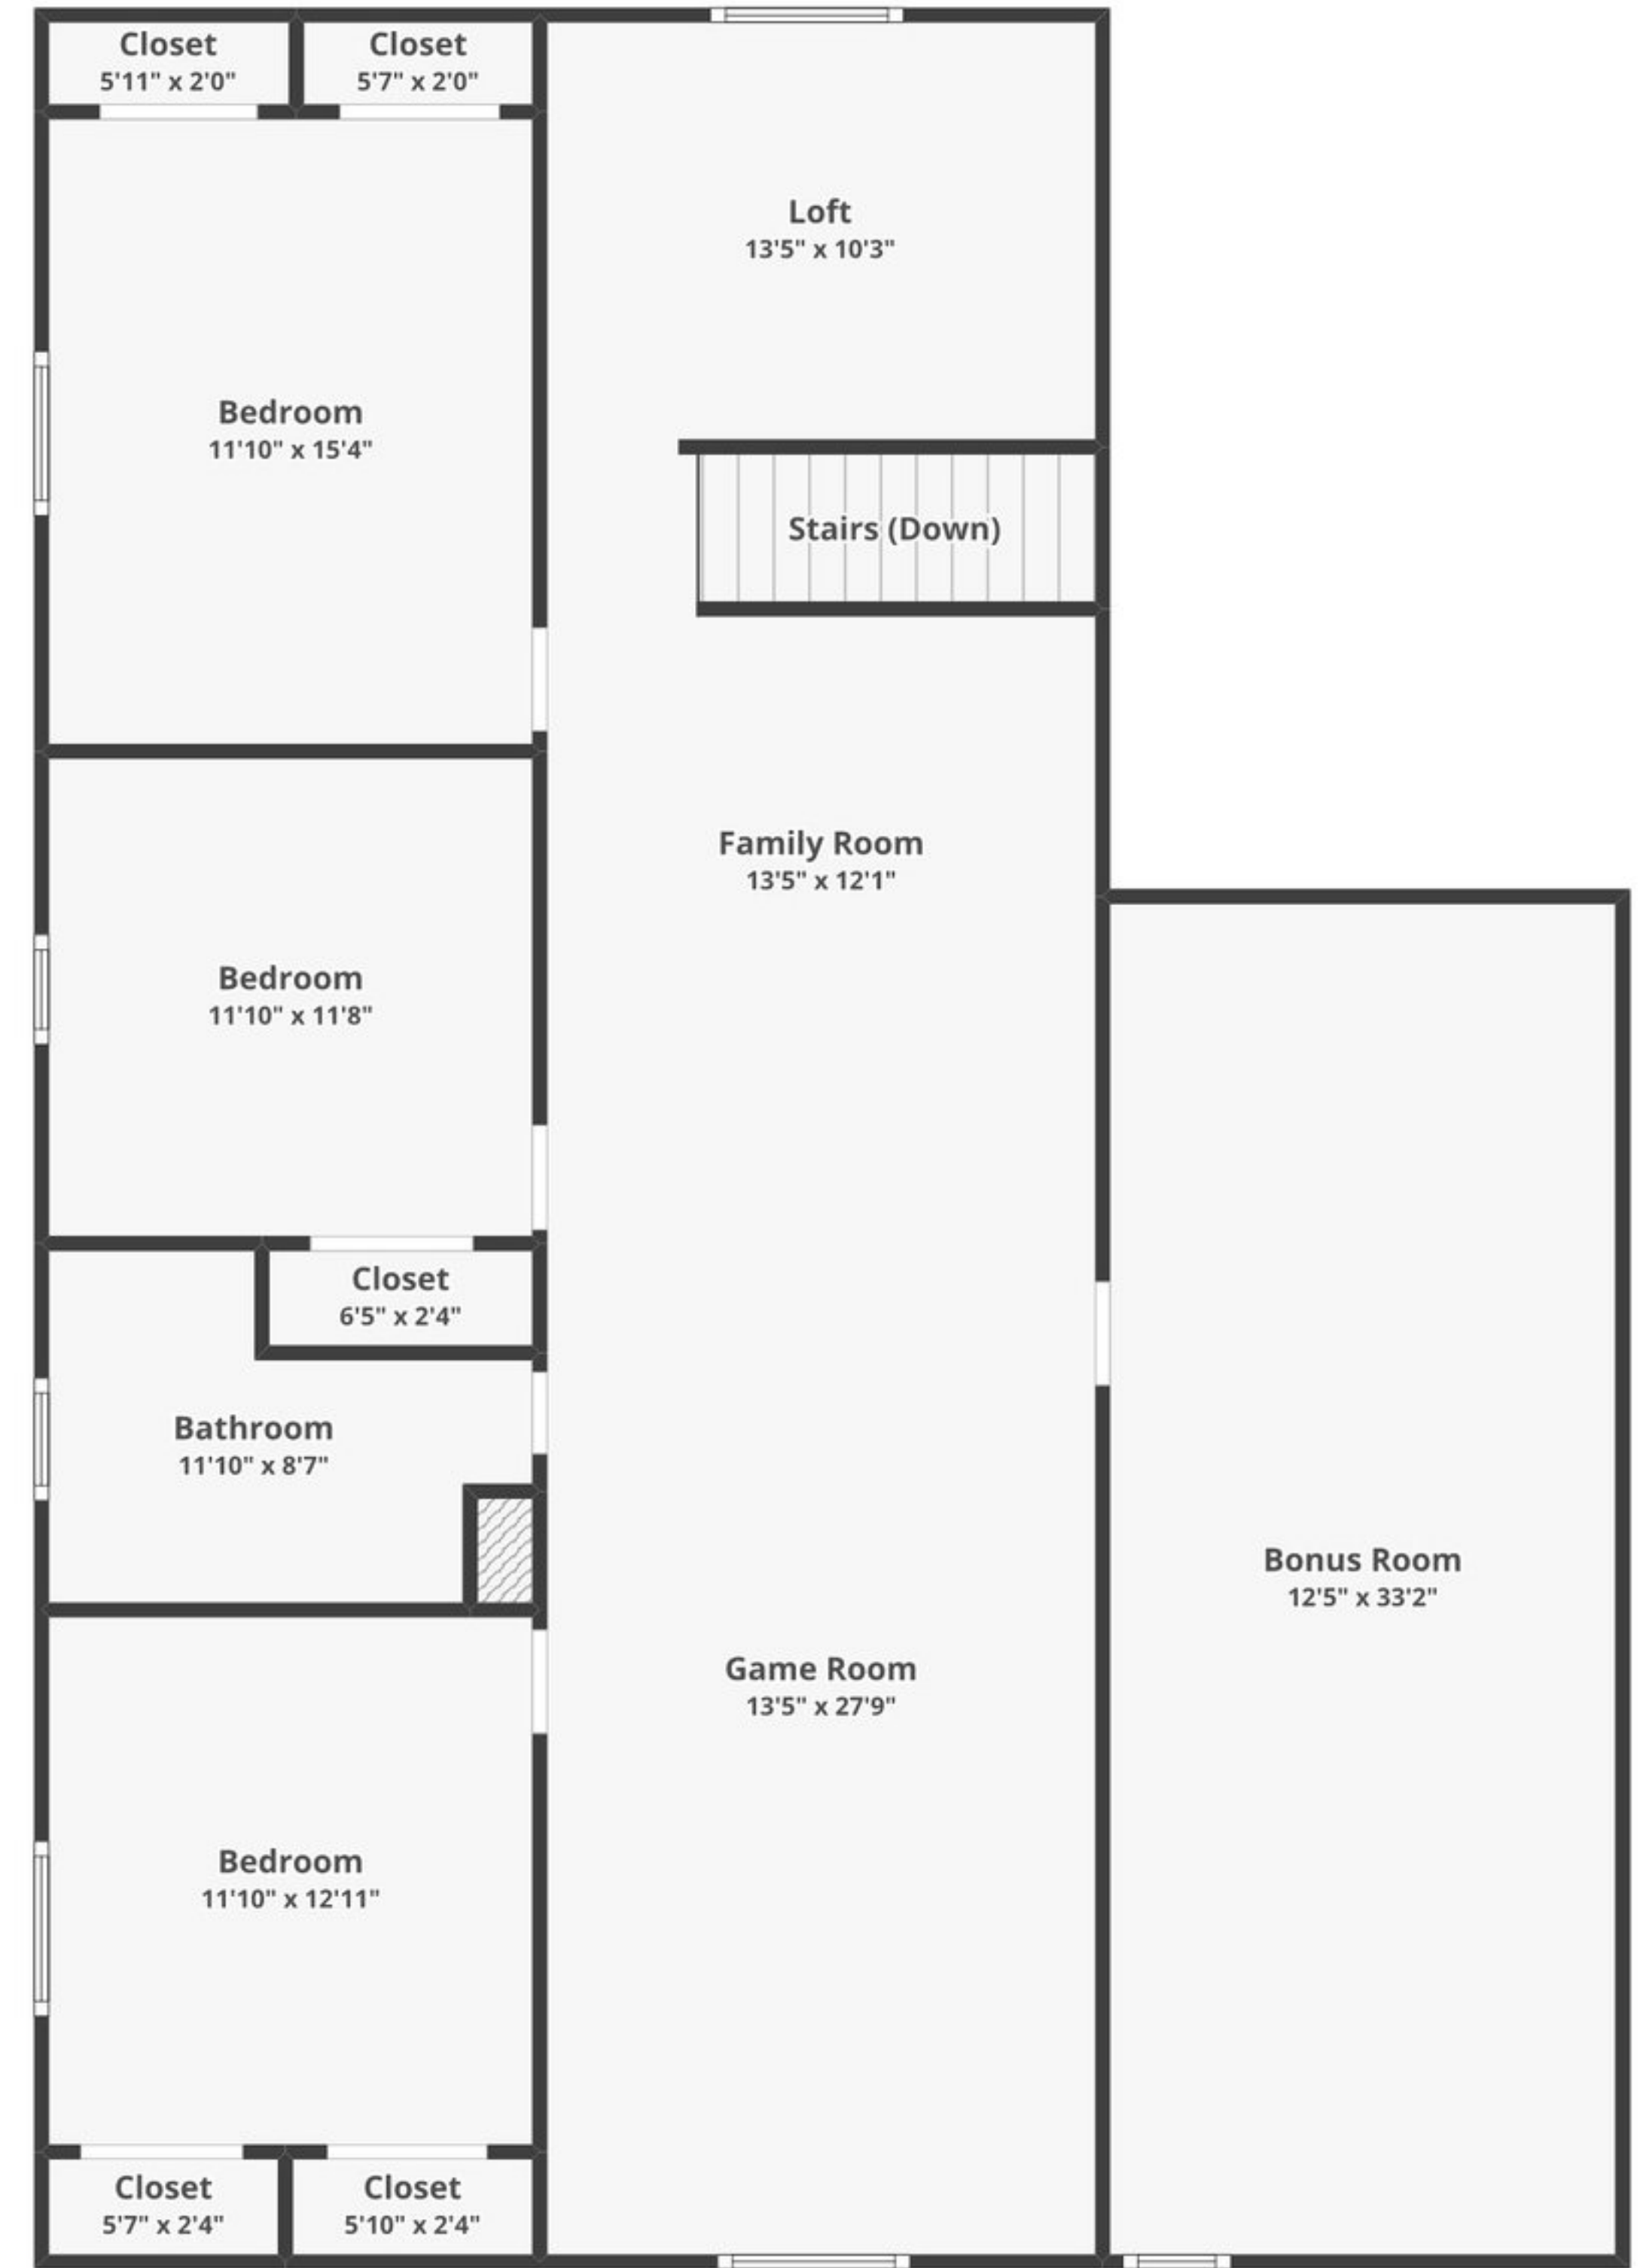 Closet
5'11" x 2'0"
Closet
5'7" x 2'0"
Loft
13'5" x 10'3"
Bedroom
11'10" x 15'4"
Stairs (Down)
Family Room
13'5" x 12'1"
Bedroom
11'10" x 11'8"
Closet
6'5" x 2'4"
Bathroom
11'10" x 8'7"
Bonus Room
12'5" x 33'2"
Game Room
13'5" x 27'9"
Bedroom
11'10" x 12'11"
Closet
5'7" x 2'4"
Closet
5'10" x 2'4"